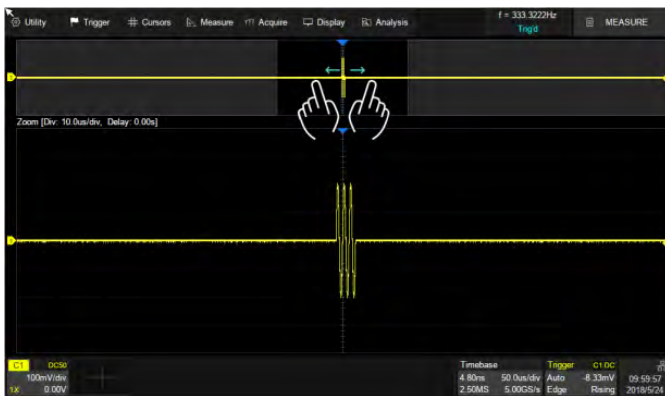 Utility Trigger Cursors Measure Acquire Display Analysis f = 333.3222Hz MEASURE
Trig'd
Zoom [Div: 10.0us/div, Delay: 0.00s]
C1 DC50 Timebase Trigger C1 DC
100mV/div 4.80ns 50.0us/div Auto -8.33mV 09:59:57
1X 0.00V 2.50MS 5.00GS/s Edge Rising 2018/5/24